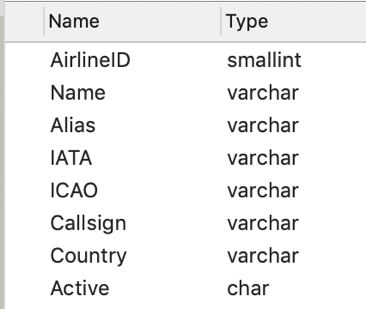 Name Type
AirlineID smallint
Name varchar
Alias varchar
IATA varchar
ICAO varchar
Callsign varchar
Country varchar
Active char